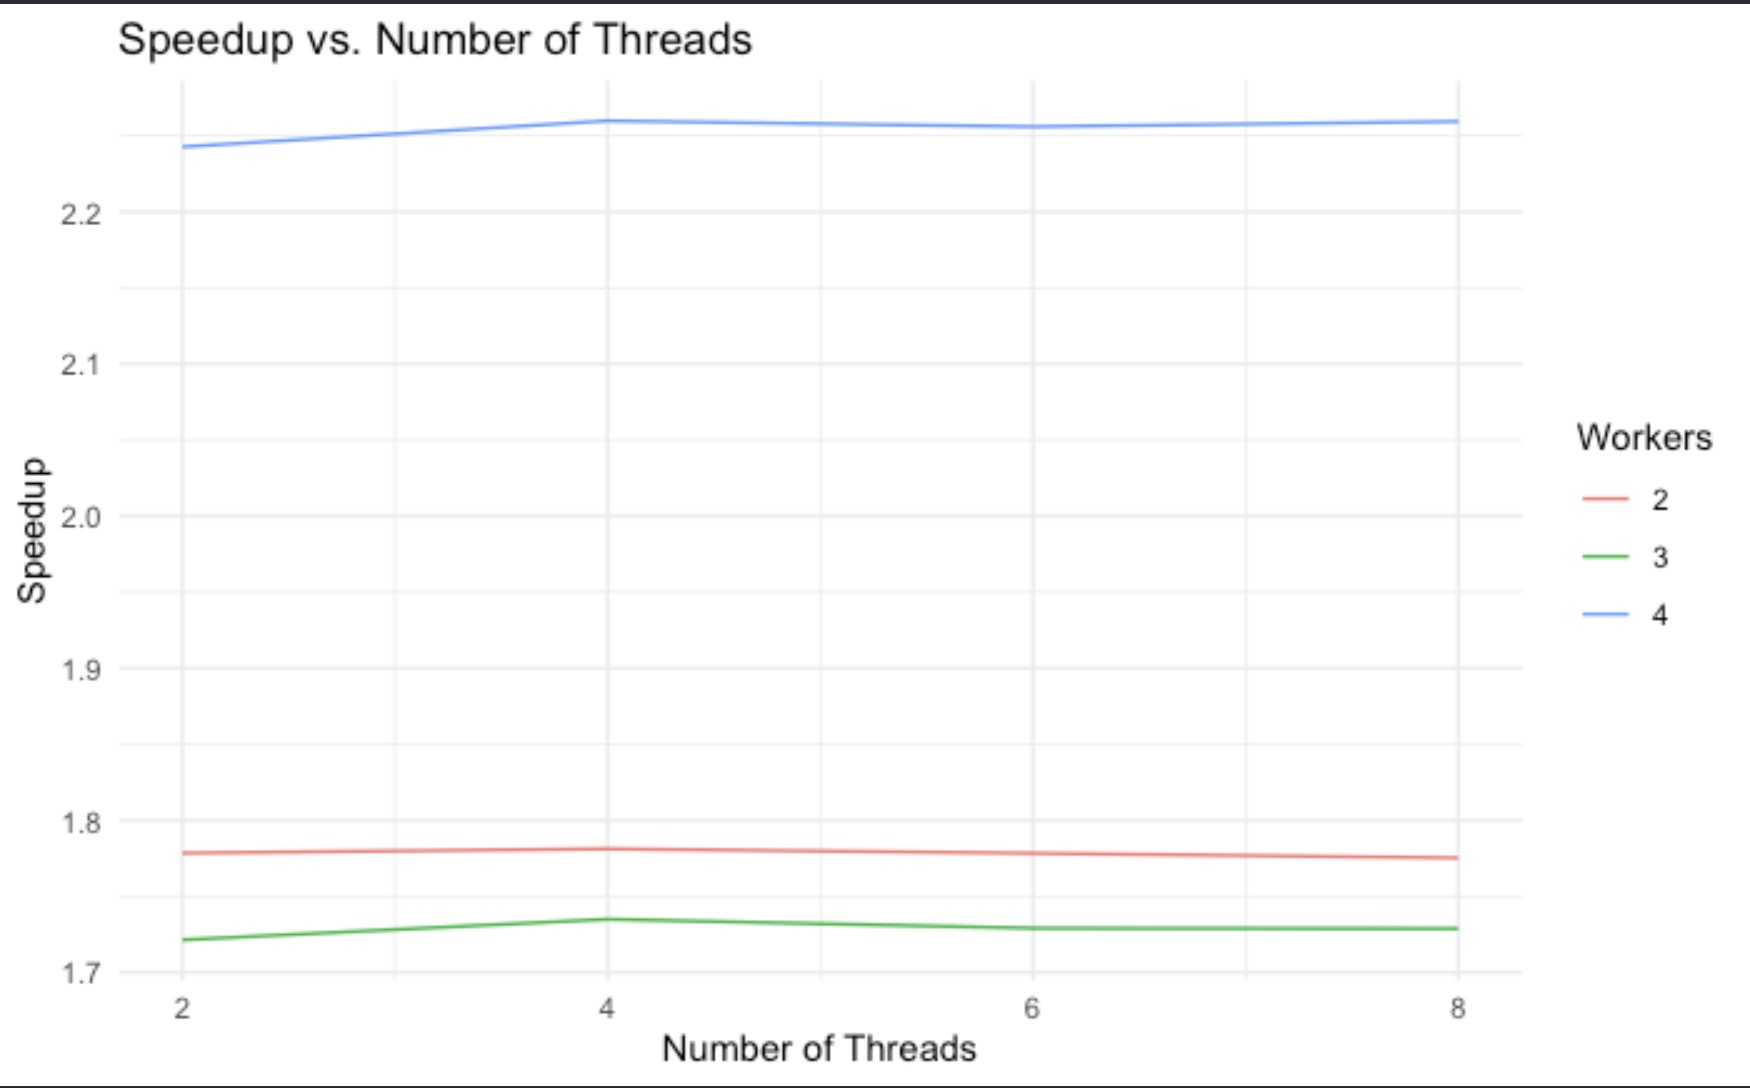 Speedup vs. Number of Threads
2.2
2.1
2.0
1.9
1.8
1.7
Speedup
2 4 6 8
Number of Threads
Workers
2
3
4